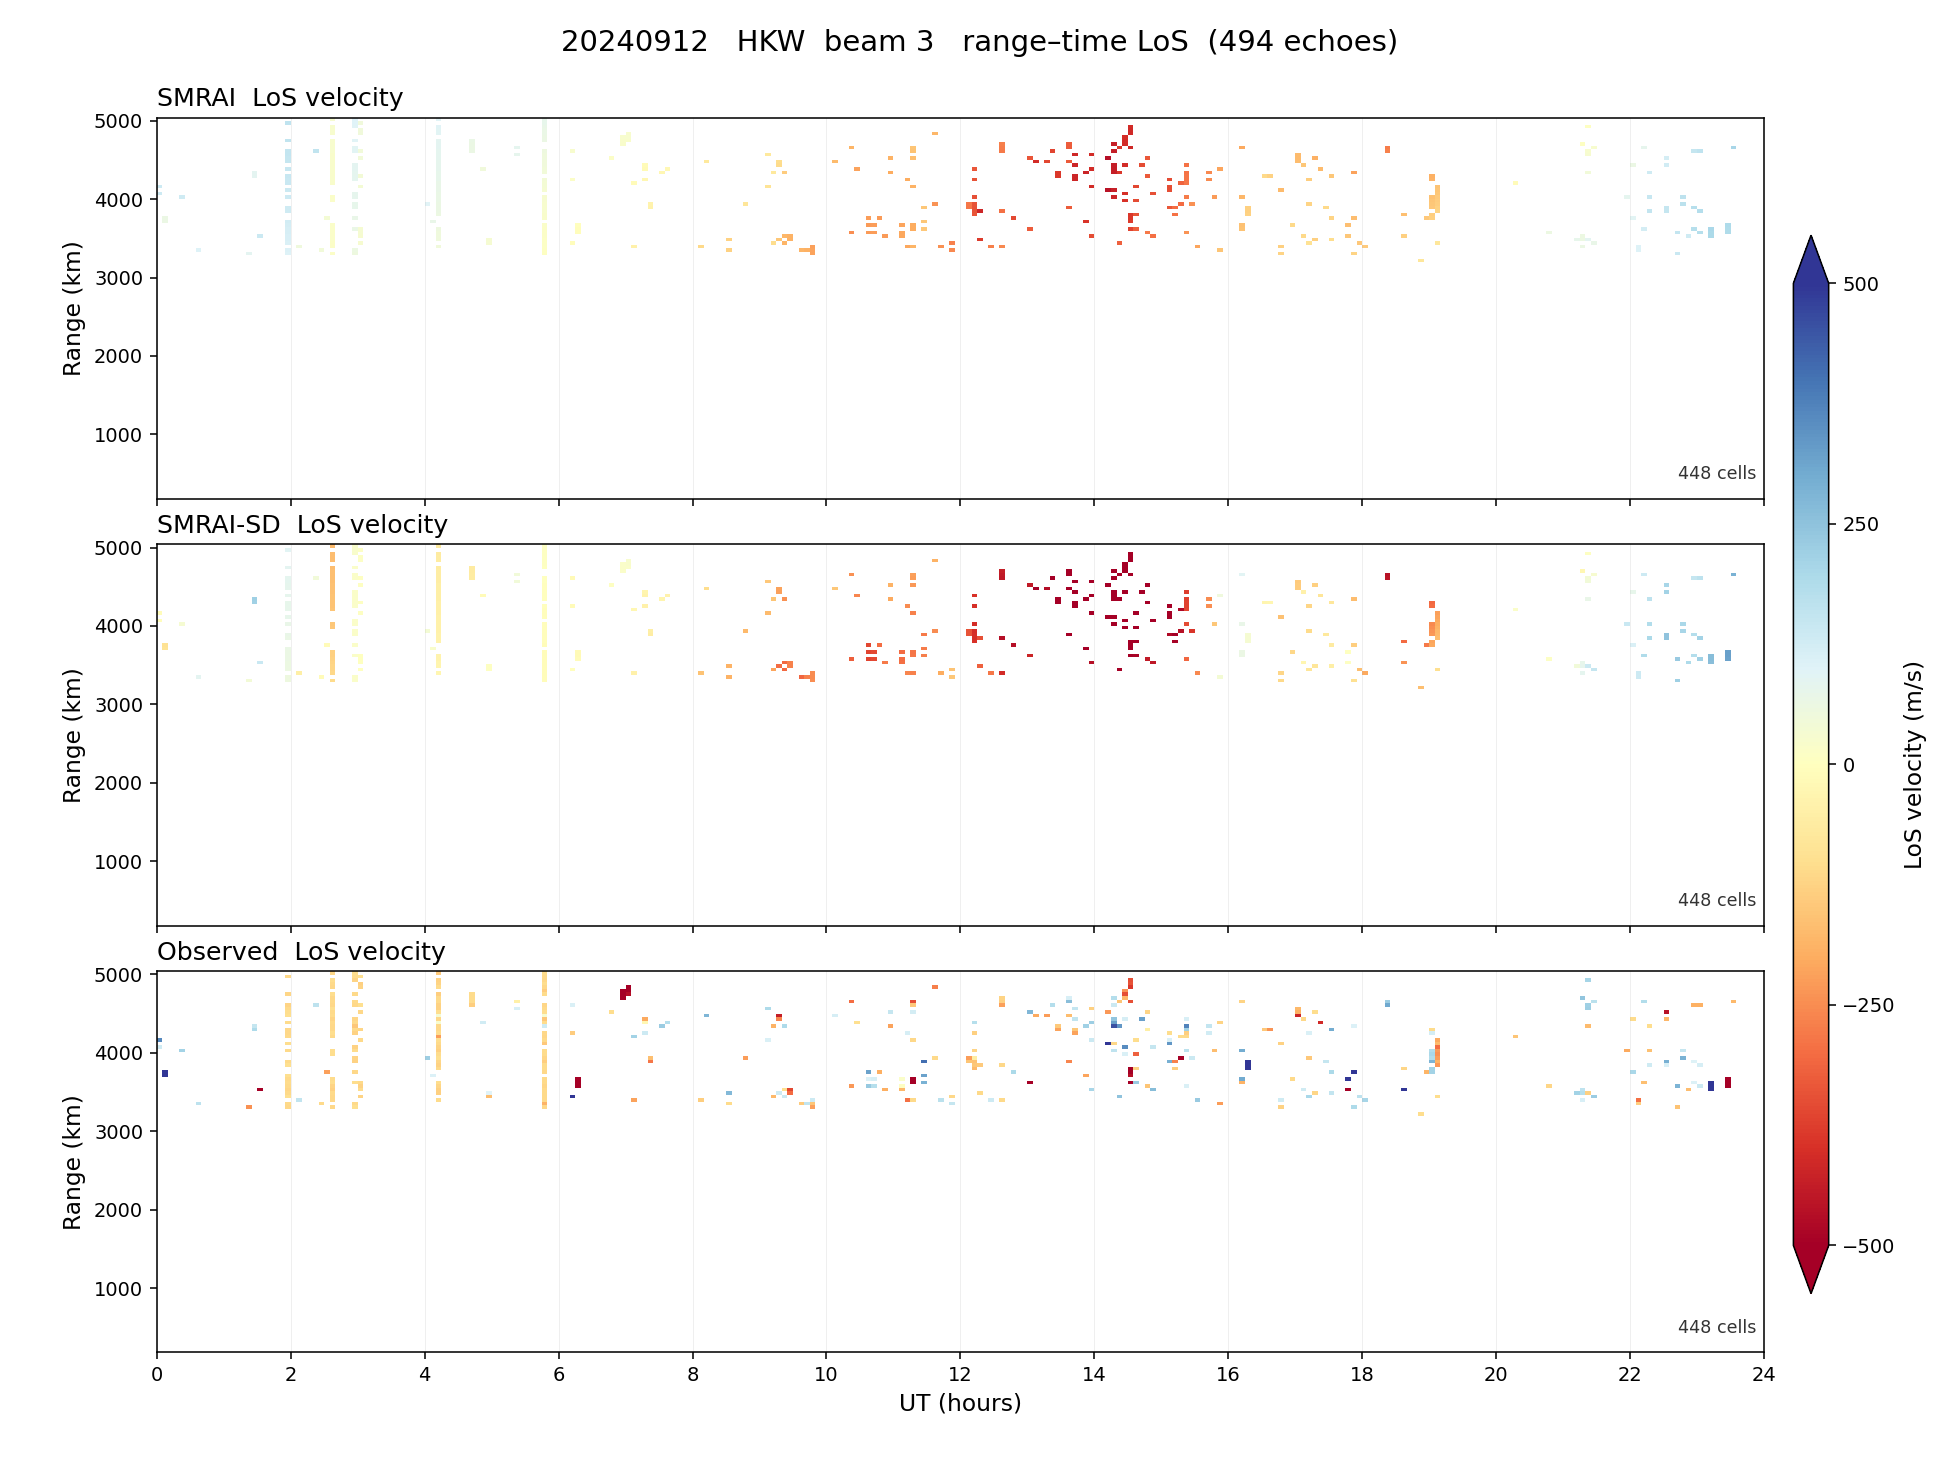 20240912   HKW  beam 3   range–time LoS  (494 echoes)
SMRAI  LoS velocity
5000
4000
3000
2000
1000
Range (km)
448 cells
SMRAI-SD  LoS velocity
5000
4000
3000
2000
1000
Range (km)
448 cells
Observed  LoS velocity
5000
4000
3000
2000
1000
Range (km)
448 cells
0 2 4 6 8 10 12 14 16 18 20 22 24
UT (hours)
500
250
0
−250
−500
LoS velocity (m/s)